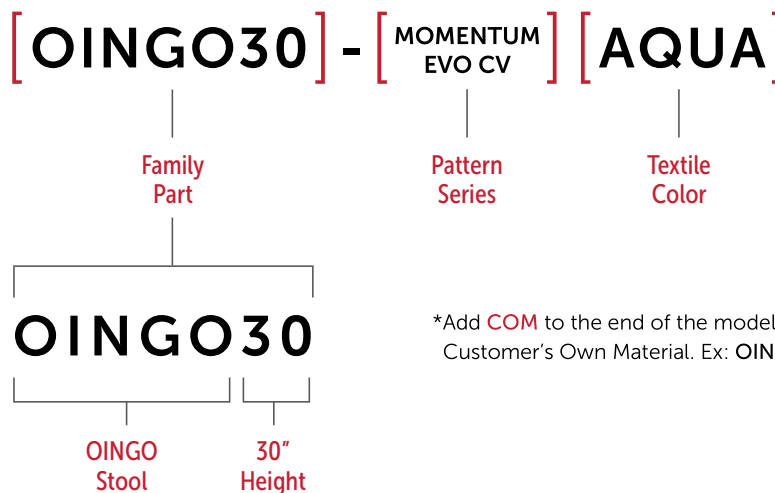 [OINGO30] - [MOMENTUM EVO CV] [AQUA]
Family Part
Pattern Series
Textile Color
OINGO30
*Add COM to the end of the model
Customer's Own Material. Ex: OIN
OINGO Stool
30" Height